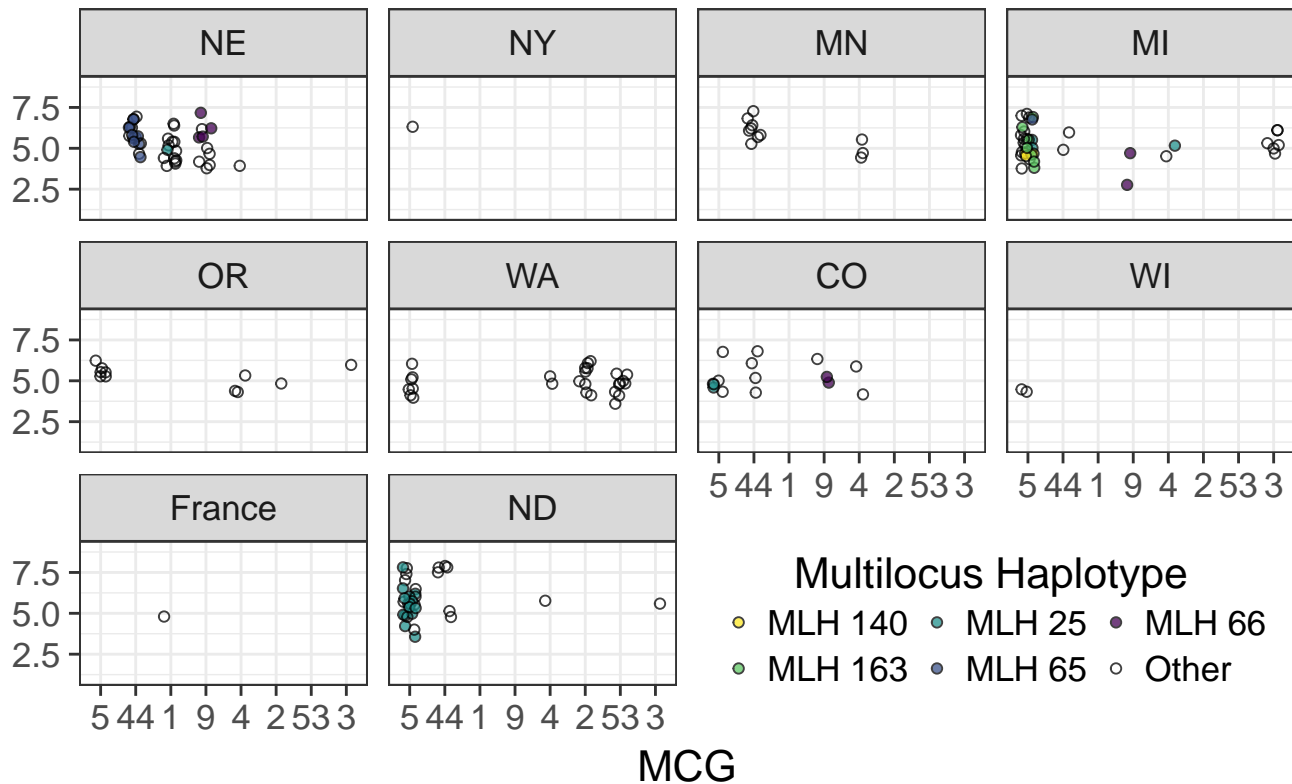 NE NY MN MI
7.5
5.0
2.5
OR WA CO WI
7.5
5.0
2.5
5 44 1 9 4 2 53 3 5 44 1 9 4 2 53 3
France ND
7.5
5.0
2.5
Multilocus Haplotype
MLH 140 MLH 25 MLH 66
MLH 163 MLH 65 Other
5 44 1 9 4 2 53 3 5 44 1 9 4 2 53 3
MCG